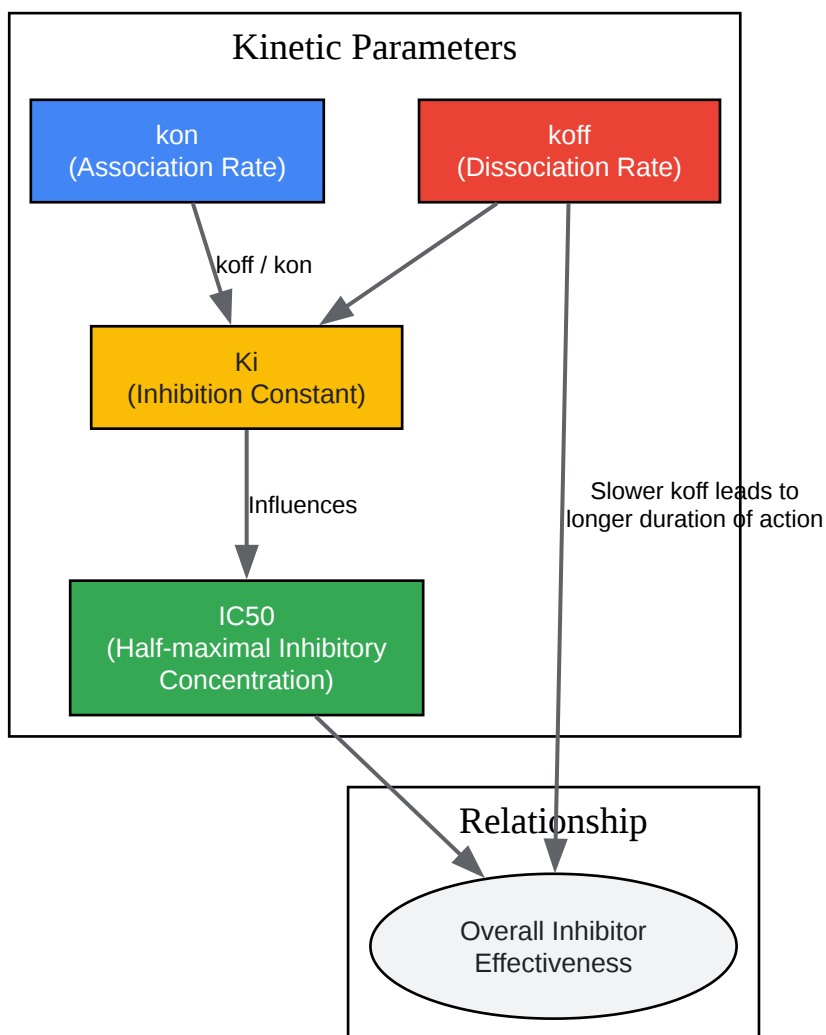 Kinetic Parameters
kon
(Association Rate)
koff
(Dissociation Rate)
koff / kon
Ki
(Inhibition Constant)
Influences
Slower koff leads to
longer duration of action
IC50
(Half-maximal Inhibitory
Concentration)
Relationship
Overall Inhibitor
Effectiveness